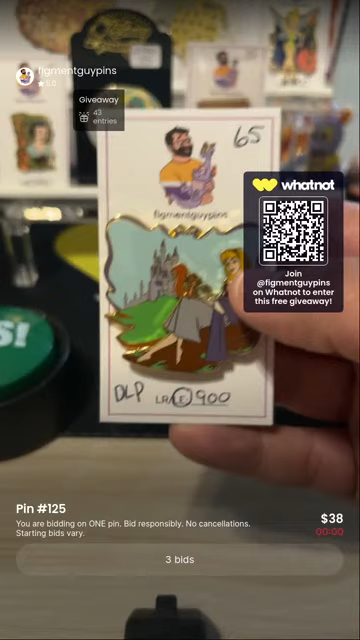 figmentguypins
★5.0
Giveaway
43
entries
65
whatnot
figmentguypins
Join
@figmentguypins
on Whatnot to enter
this free giveaway!
S!
DLP LR/LE 900
Pin #125
You are bidding on ONE pin. Bid responsibly. No cancellations.
Starting bids vary.
$38
00:00
3 bids